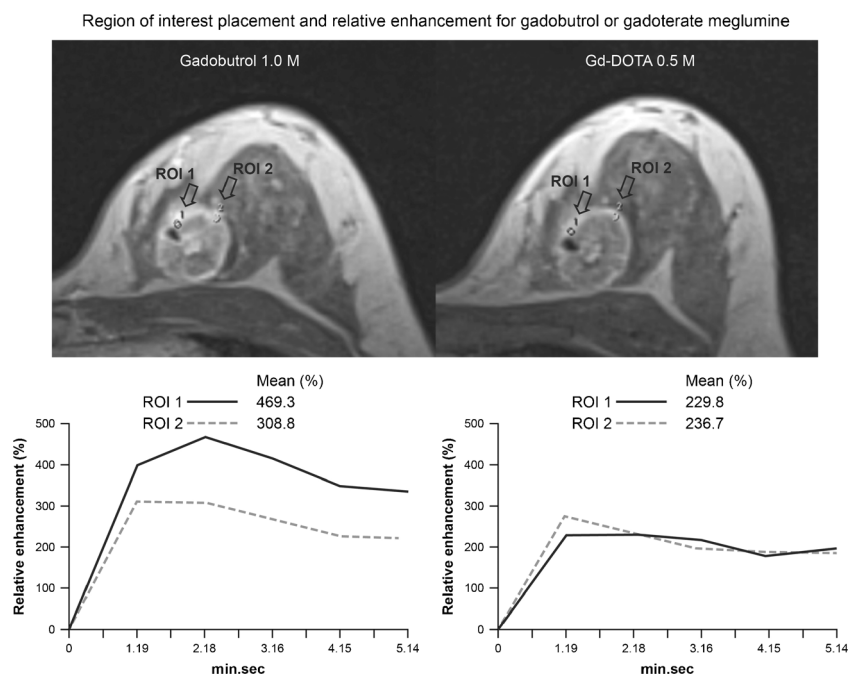 Region of interest placement and relative enhancement for gadobutrol or gadoterate meglumine
Gadobutrol 1.0 M
ROI 1
ROI 2
1
2
Gd-DOTA 0.5 M
ROI 1
ROI 2
1
2
Mean (%)
ROI 1 469.3
ROI 2 308.8
Relative enhancement (%)
500
400
300
200
100
0
0 1.19 2.18 3.16 4.15 5.14
min.sec
Mean (%)
ROI 1 229.8
ROI 2 236.7
Relative enhancement (%)
500
400
300
200
100
0
0 1.19 2.18 3.16 4.15 5.14
min.sec